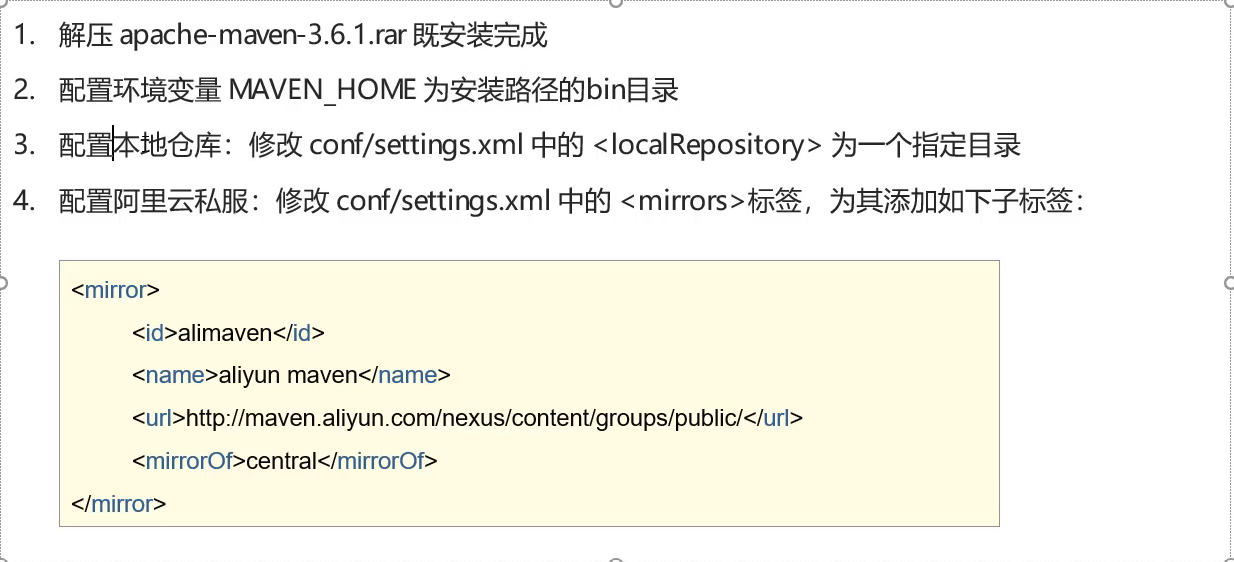 1. 解压 apache-maven-3.6.1.rar 既安装完成
2. 配置环境变量 MAVEN_HOME 为安装路径的bin目录
3. 配置本地仓库：修改 conf/settings.xml 中的 <localRepository> 为一个指定目录
4. 配置阿里云私服：修改 conf/settings.xml 中的 <mirrors>标签，为其添加如下子标签：
<mirror>
<id>alimaven</id>
<name>aliyun maven</name>
<url>http://maven.aliyun.com/nexus/content/groups/public/</url>
<mirrorOf>central</mirrorOf>
</mirror>